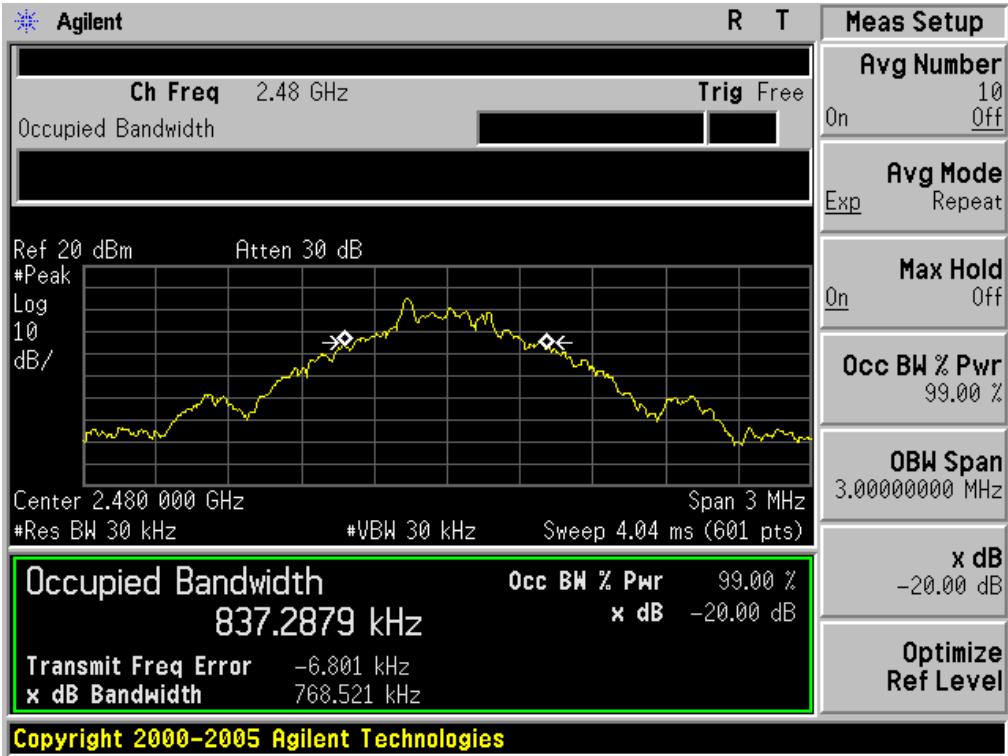 Agilent R T
Ch Freq 2.48 GHz Trig Free
Occupied Bandwidth
Ref 20 dBm Atten 30 dB
#Peak
Log
10
dB/
Center 2.480 000 GHz Span 3 MHz
#Res BW 30 kHz #VBW 30 kHz Sweep 4.04 ms (601 pts)
Occupied Bandwidth Occ BW % Pwr 99.00 %
837.2879 kHz x dB -20.00 dB
Transmit Freq Error -6.801 kHz
x dB Bandwidth 768.521 kHz
Copyright 2000-2005 Agilent Technologies
Meas Setup
Avg Number
10
On Off
Avg Mode
Exp Repeat
Max Hold
On Off
Occ BW % Pwr
99.00 %
OBW Span
3.00000000 MHz
x dB
-20.00 dB
Optimize
Ref Level